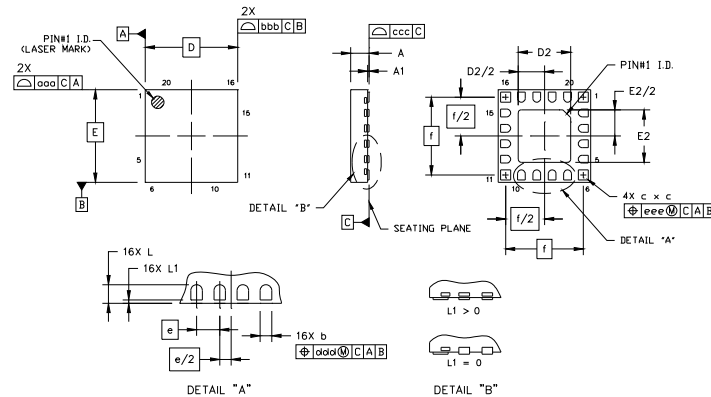 2X
⌓ bbb C B
A
D
PIN#1 I.D.
(LASER MARK)
2X
⌓ aaa C A
20 16
1 15
E
5 11
6 10
B
⌓ ccc C
A
A1
DETAIL "B"
C
SEATING PLANE
D2
D2/2
16 20
PIN#1 I.D.
1 15
E2/2
f/2
f
E2
5
11 10 6
f/2
f
4X c x c
⌖ eee Ⓜ C A B
DETAIL "A"
16X L
16X L1
e
e/2
16X b
⌖ ddd Ⓜ C A B
DETAIL "A"
L1 > 0
L1 = 0
DETAIL "B"